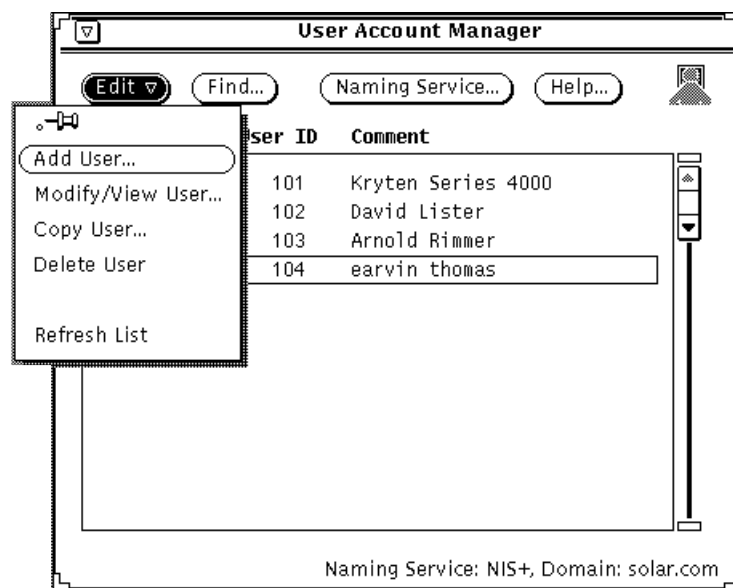 User Account Manager
Edit Find... Naming Service... Help...
ser ID Comment
Add User...
Modify/View User...
Copy User...
Delete User
Refresh List
101 Kryten Series 4000
102 David Lister
103 Arnold Rimmer
104 earvin thomas
Naming Service: NIS+, Domain: solar.com